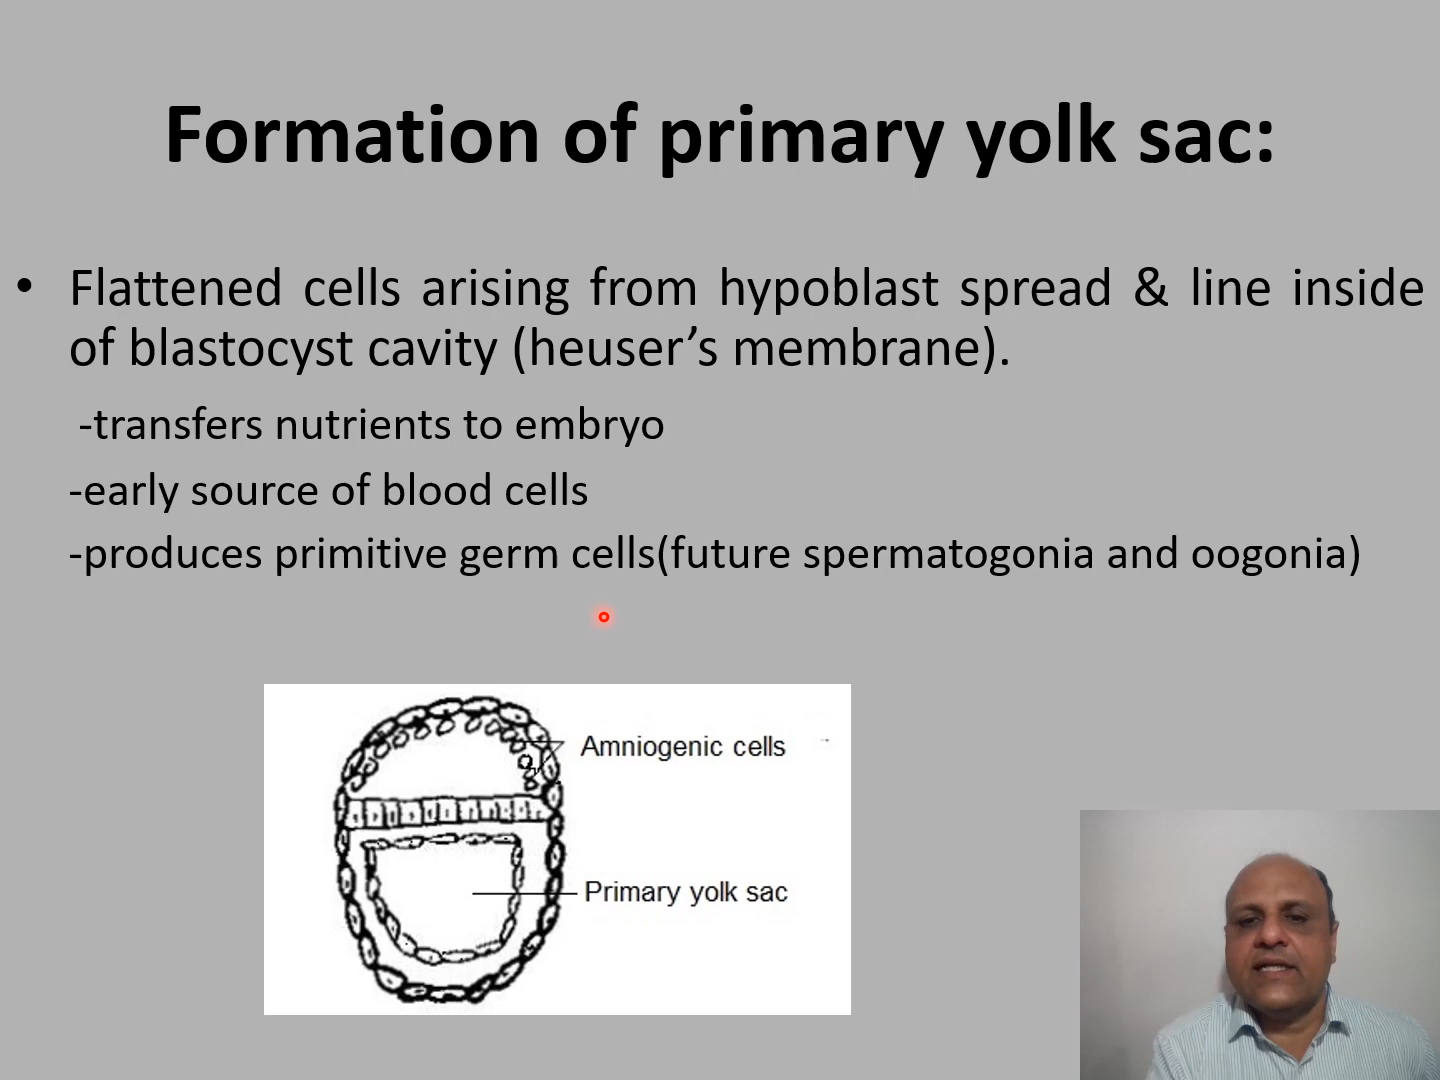 Formation of primary yolk sac:
• Flattened cells arising from hypoblast spread & line inside
of blastocyst cavity (heuser’s membrane).
-transfers nutrients to embryo
-early source of blood cells
-produces primitive germ cells(future spermatogonia and oogonia)
Amniogenic cells
Primary yolk sac